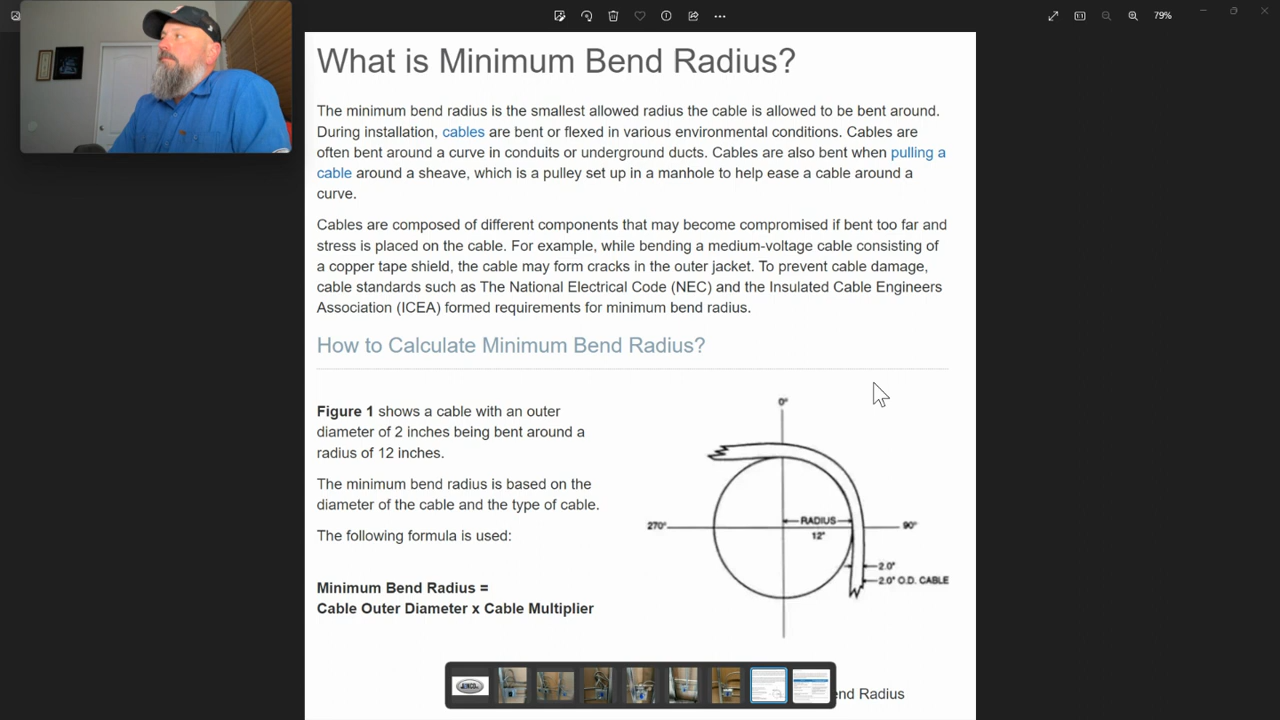 79%
What is Minimum Bend Radius?
The minimum bend radius is the smallest allowed radius the cable is allowed to be bent around.
During installation, cables are bent or flexed in various environmental conditions. Cables are
often bent around a curve in conduits or underground ducts. Cables are also bent when pulling a
cable around a sheave, which is a pulley set up in a manhole to help ease a cable around a
curve.
Cables are composed of different components that may become compromised if bent too far and
stress is placed on the cable. For example, while bending a medium-voltage cable consisting of
a copper tape shield, the cable may form cracks in the outer jacket. To prevent cable damage,
cable standards such as The National Electrical Code (NEC) and the Insulated Cable Engineers
Association (ICEA) formed requirements for minimum bend radius.
How to Calculate Minimum Bend Radius?
Figure 1 shows a cable with an outer
diameter of 2 inches being bent around a
radius of 12 inches.
The minimum bend radius is based on the
diameter of the cable and the type of cable.
The following formula is used:
Minimum Bend Radius =
Cable Outer Diameter x Cable Multiplier
0°
270°
RADIUS
12"
90°
2.0"
2.0" O.D. CABLE
end Radius